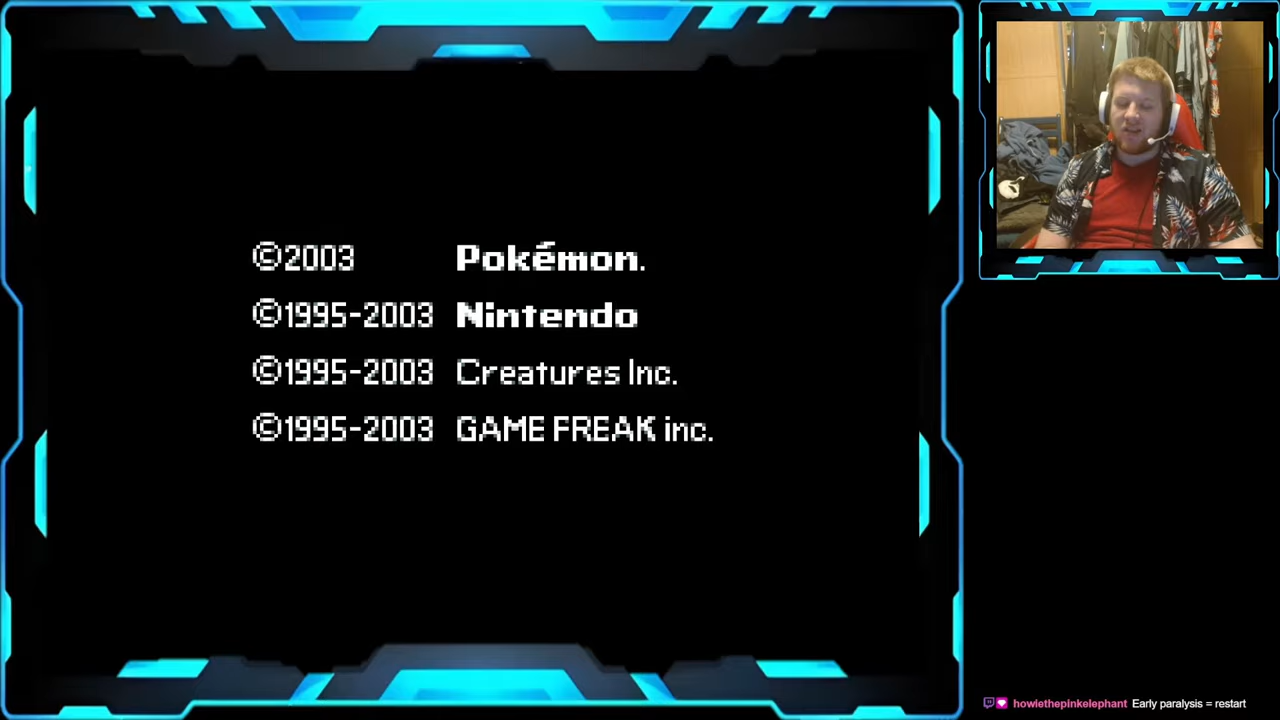 ©2003 Pokémon.
©1995-2003 Nintendo
©1995-2003 Creatures Inc.
©1995-2003 GAME FREAK inc.
howiethepinkelephant Early paralysis = restart